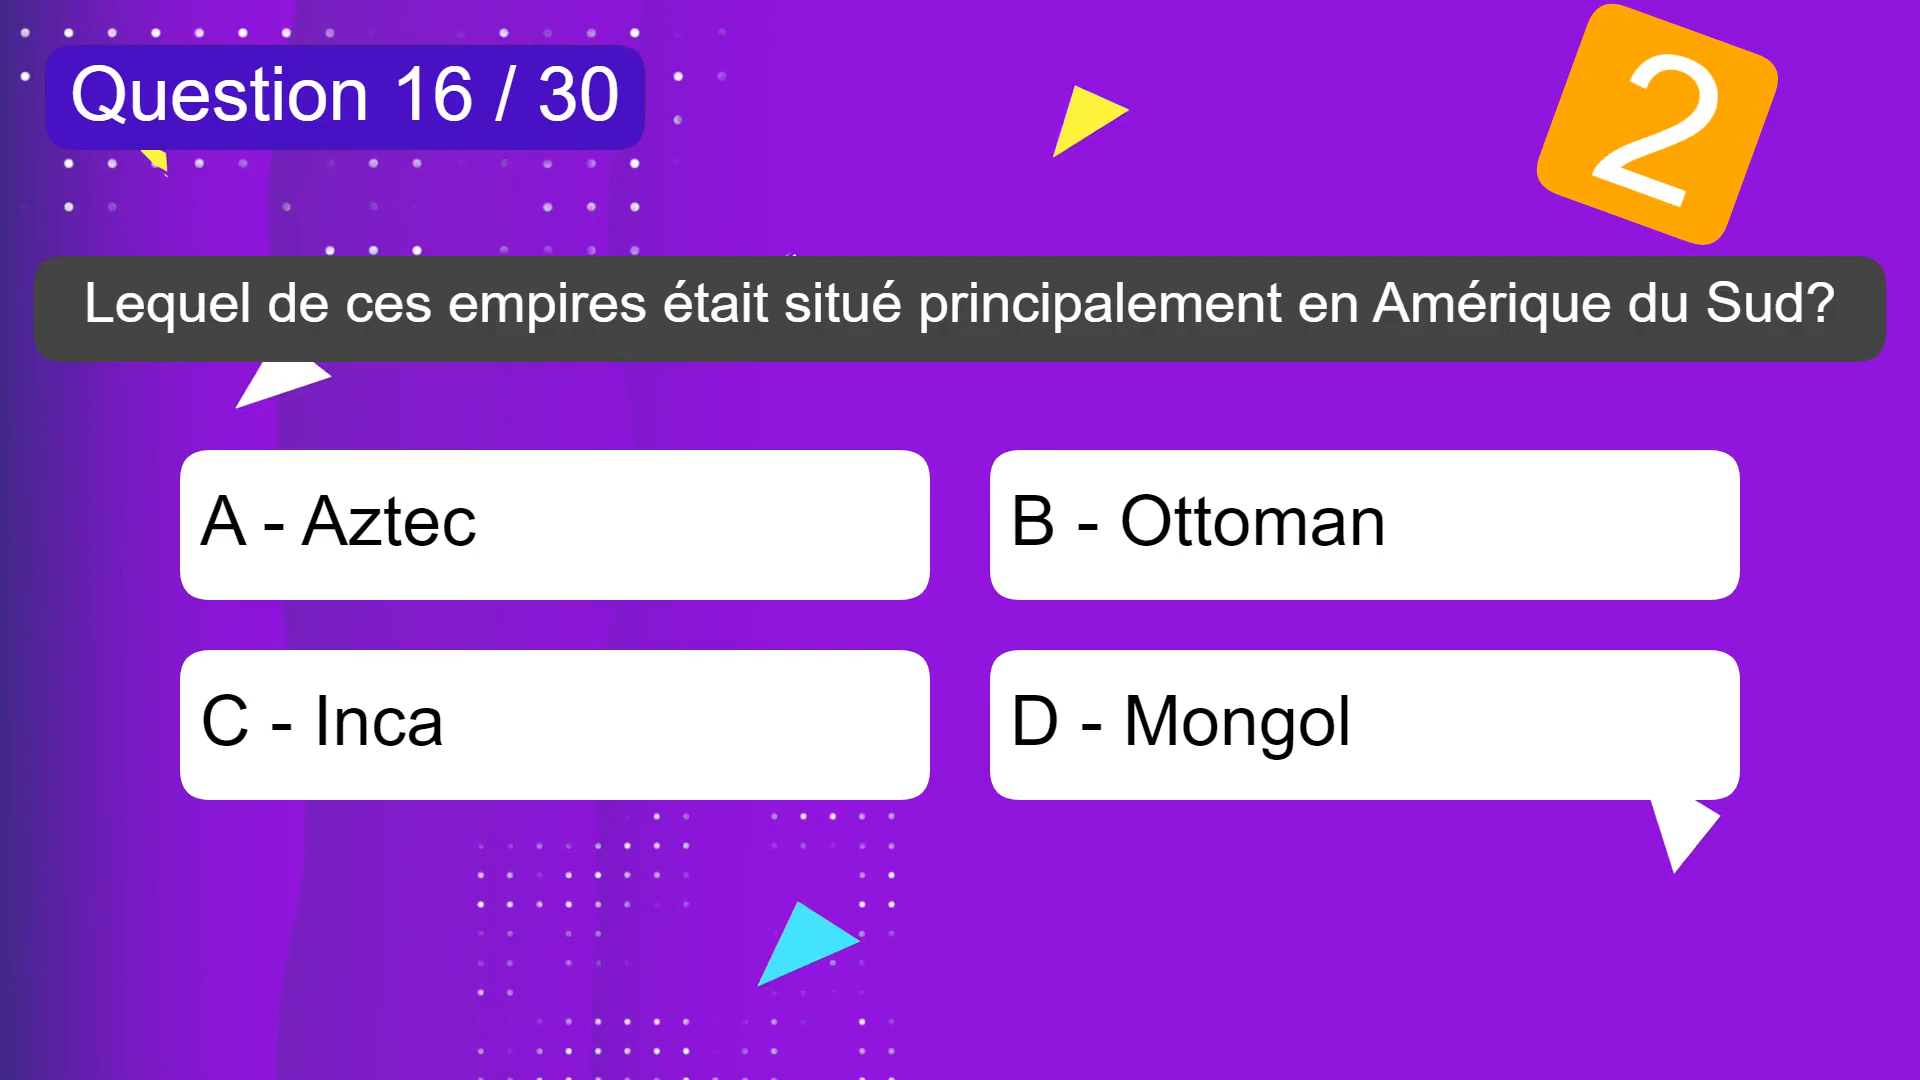 Question 16 / 30
2
Lequel de ces empires était situé principalement en Amérique du Sud?
A - Aztec
B - Ottoman
C - Inca
D - Mongol